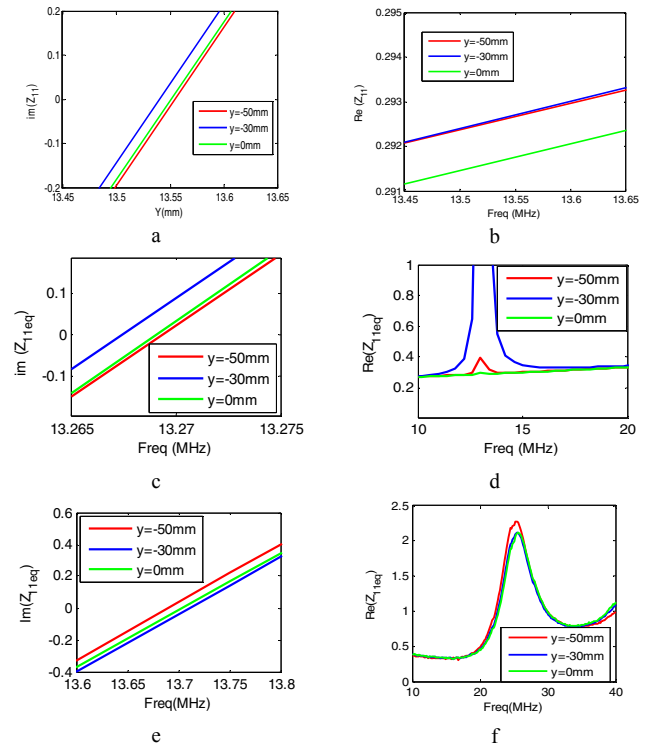 0.2
0.1
0
-0.1
-0.2
im(Z11)
y=-50mm
y=-30mm
y=0mm
13.45 13.5 13.55 13.6 13.65
Y(mm)
a
0.295
0.294
0.293
0.292
0.291
Re (Z11)
y=-50mm
y=-30mm
y=0mm
13.45 13.5 13.55 13.6 13.65
Freq (MHz)
b
0.1
0
-0.1
im (Z11eq)
y=-50mm
y=-30mm
y=0mm
13.265 13.27 13.275
Freq (MHz)
c
1
0.8
0.6
0.4
0.2
Re(Z11eq)
y=-50mm
y=-30mm
y=0mm
10 15 20
Freq (MHz)
d
0.6
0.4
0.2
0
-0.2
-0.4
Im(Z11eq)
y=-50mm
y=-30mm
y=0mm
13.6 13.65 13.7 13.75 13.8
Freq(MHz)
e
2.5
2
1.5
1
0.5
0
Re(Z11eq)
y=-50mm
y=-30mm
y=0mm
10 20 30 40
Freq(MHz)
f